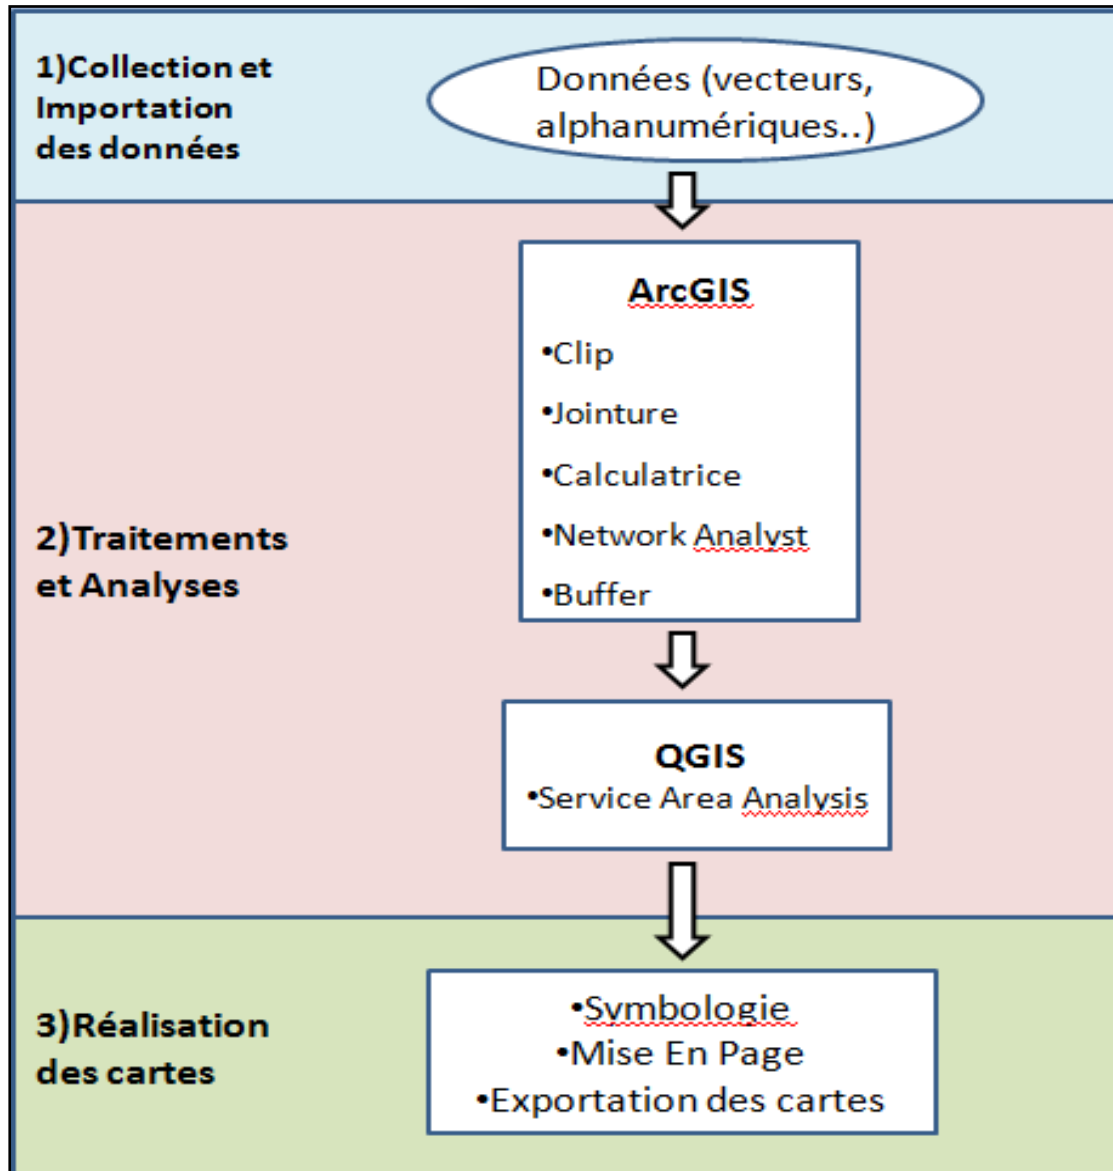 1)Collection et
Importation
des données
Données (vecteurs,
alphanumériques..)
ArcGIS
•Clip
•Jointure
•Calculatrice
•Network Analyst
•Buffer
2)Traitements
et Analyses
QGIS
•Service Area Analysis
3)Réalisation
des cartes
•Symbologie
•Mise En Page
•Exportation des cartes